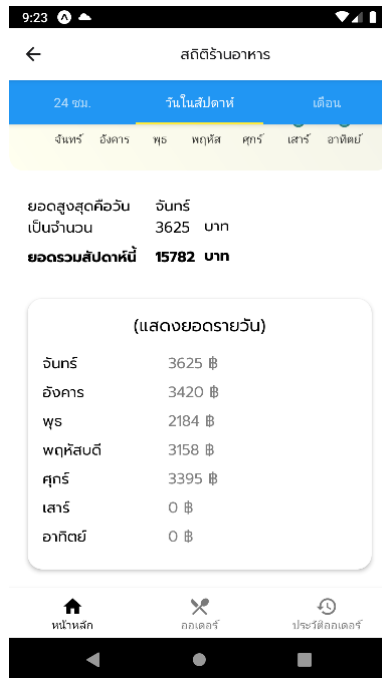 9:23
สถิติร้านอาหาร
24 ชม. วันในสัปดาห์ เดือน
จันทร์ อังคาร พุธ พฤหัส ศุกร์ เสาร์ อาทิตย์
ยอดสูงสุดคือวัน จันทร์
เป็นจำนวน 3625 บาท
ยอดรวมสัปดาห์นี้ 15782 บาท
(แสดงยอดรายวัน)
จันทร์ 3625 ฿
อังคาร 3420 ฿
พุธ 2184 ฿
พฤหัสบดี 3158 ฿
ศุกร์ 3395 ฿
เสาร์ 0 ฿
อาทิตย์ 0 ฿
หน้าหลัก ออเดอร์ ประวัติออเดอร์